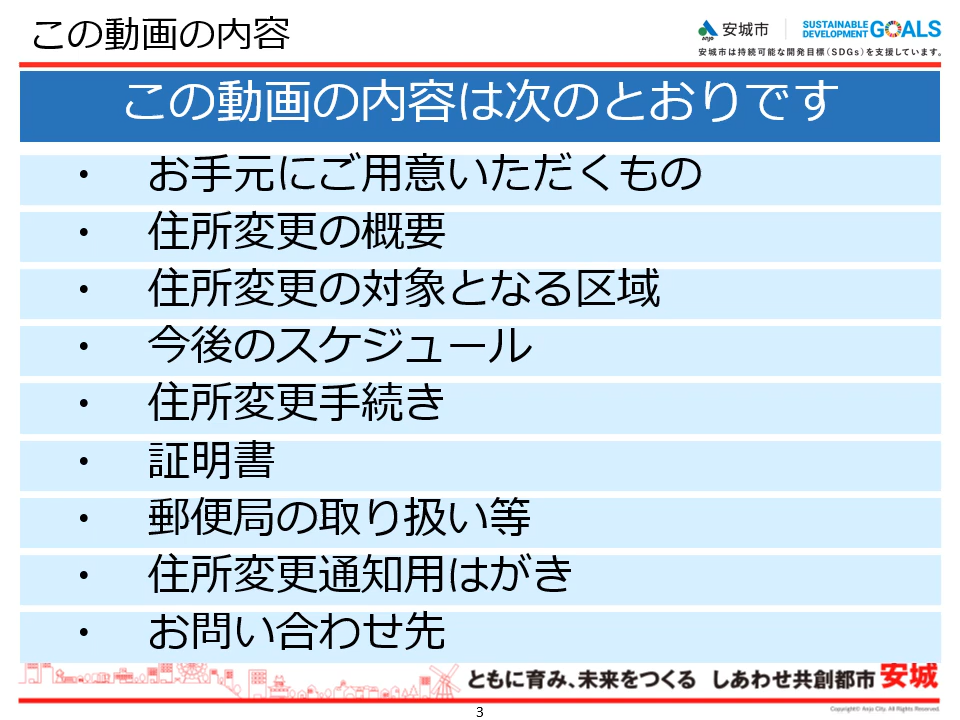 この動画の内容
anjo 安城市
SUSTAINABLE DEVELOPMENT GOALS
安城市は持続可能な開発目標(SDGs)を支援しています。
この動画の内容は次のとおりです
・ お手元にご用意いただくもの
・ 住所変更の概要
・ 住所変更の対象となる区域
・ 今後のスケジュール
・ 住所変更手続き
・ 証明書
・ 郵便局の取り扱い等
・ 住所変更通知用はがき
・ お問い合わせ先
ともに育み、未来をつくる しあわせ共創都市 安城
Copyright© Anjo City. All Rights Reserved.
3